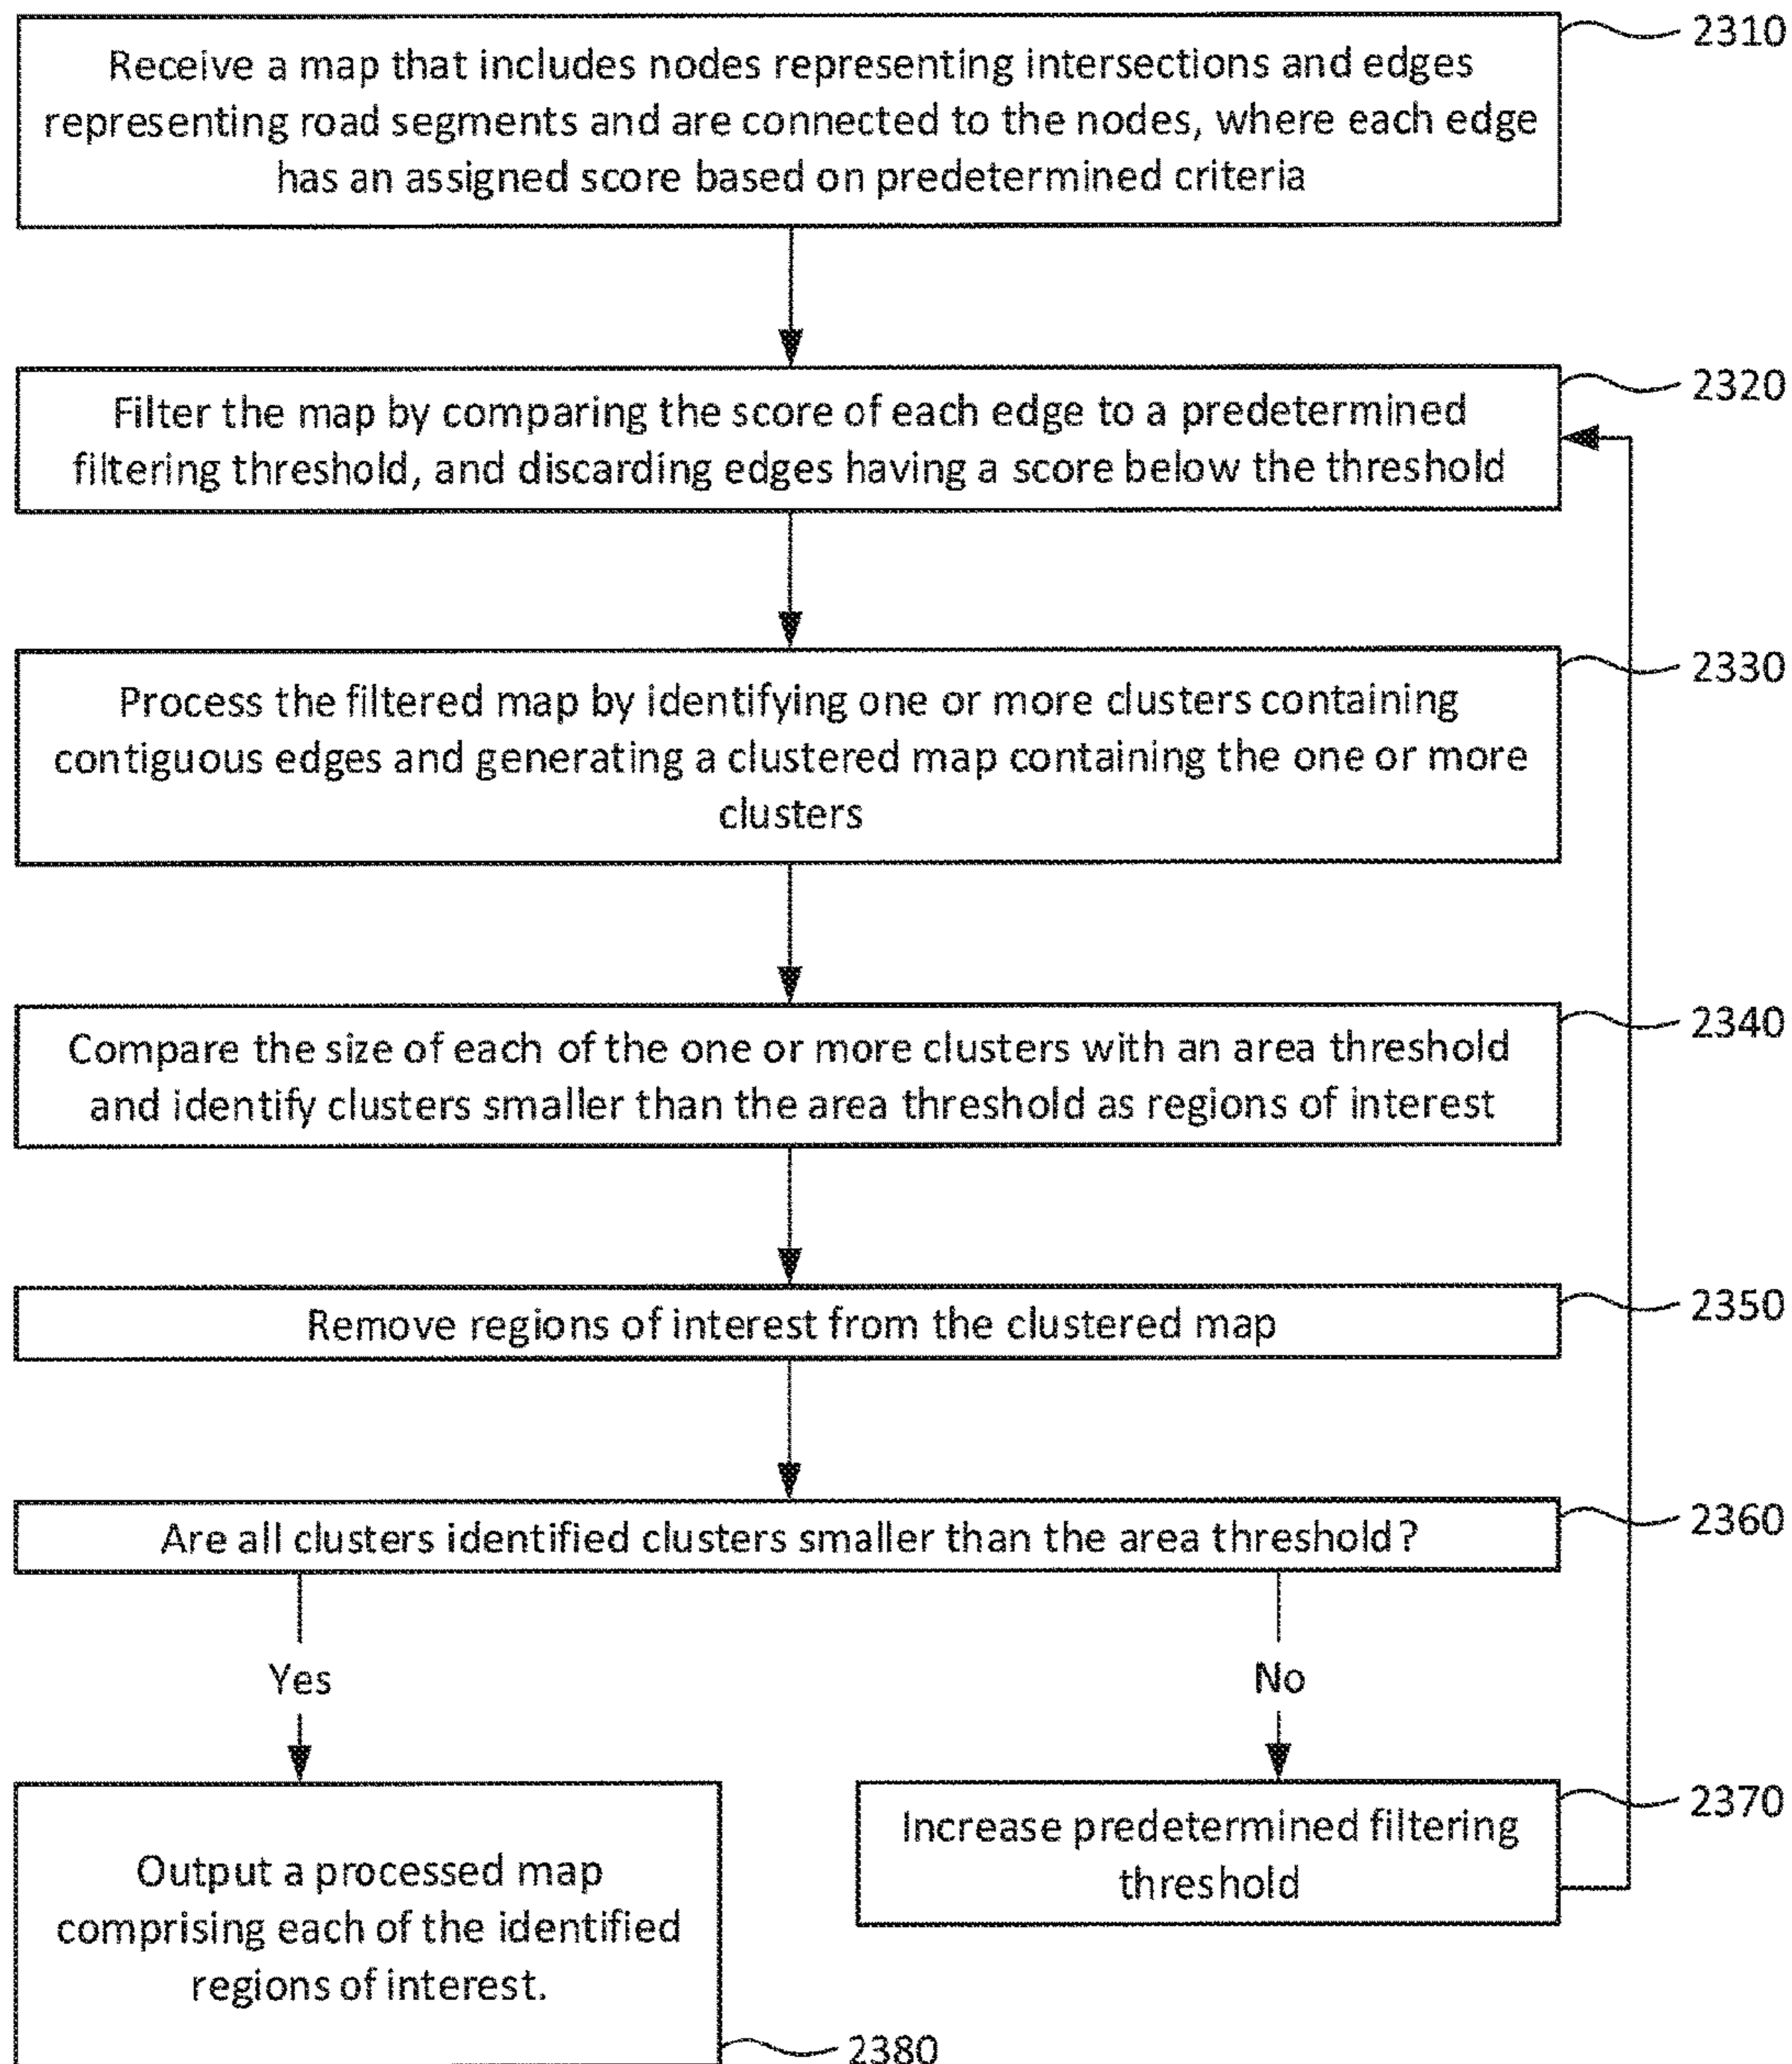 Receive a map that includes nodes representing intersections and edges
representing road segments and are connected to the nodes, where each edge
has an assigned score based on predetermined criteria
2310
Filter the map by comparing the score of each edge to a predetermined
filtering threshold, and discarding edges having a score below the threshold
2320
Process the filtered map by identifying one or more clusters containing
contiguous edges and generating a clustered map containing the one or more
clusters
2330
Compare the size of each of the one or more clusters with an area threshold
and identify clusters smaller than the area threshold as regions of interest
2340
Remove regions of interest from the clustered map
2350
Are all clusters identified clusters smaller than the area threshold?
2360
Yes
No
Output a processed map
comprising each of the identified
regions of interest.
2380
Increase predetermined filtering
threshold
2370